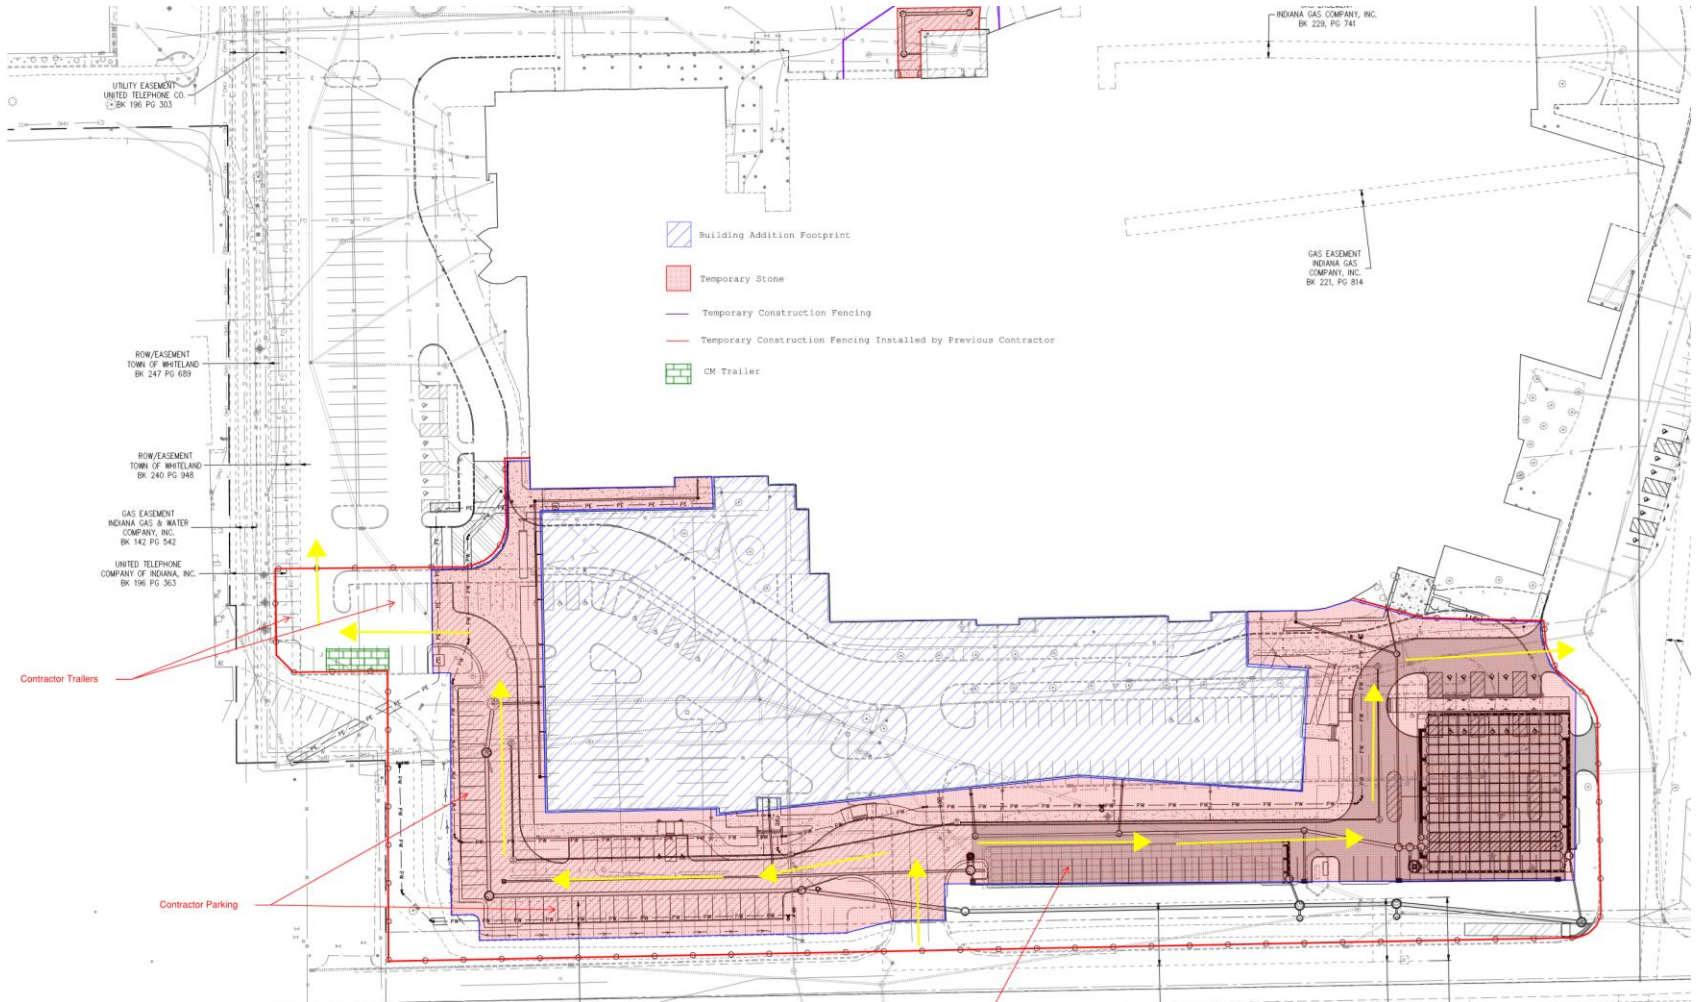 GAS EASEMENT
INDIANA GAS COMPANY, INC.
BK 229, PG 741
UTILITY EASEMENT
UNITED TELEPHONE CO.
BK 196 PG 303
Building Addition Footprint
Temporary Stone
Temporary Construction Fencing
Temporary Construction Fencing Installed by Previous Contractor
CM Trailer
GAS EASEMENT
INDIANA GAS
COMPANY, INC.
BK 221, PG 814
ROW/EASEMENT
TOWN OF WHITELAND
BK 247 PG 689
ROW/EASEMENT
TOWN OF WHITELAND
BK 240 PG 948
GAS EASEMENT
INDIANA GAS & WATER
COMPANY, INC.
BK 142 PG 542
UNITED TELEPHONE
COMPANY OF INDIANA, INC.
BK 196 PG 363
Contractor Trailers
Contractor Parking